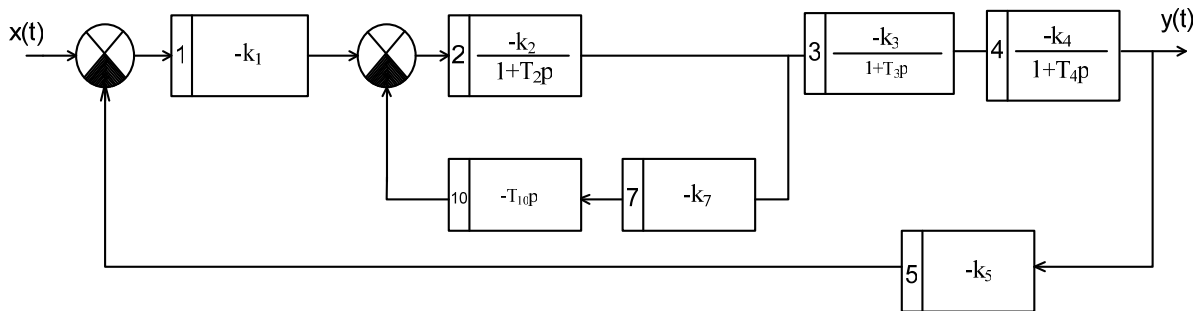 x(t)
y(t)
1
-k₁
2
-k₂
1+T₂p
3
-k₃
1+T₃p
4
-k₄
1+T₄p
10
-T₁₀p
7
-k₇
5
-k₅